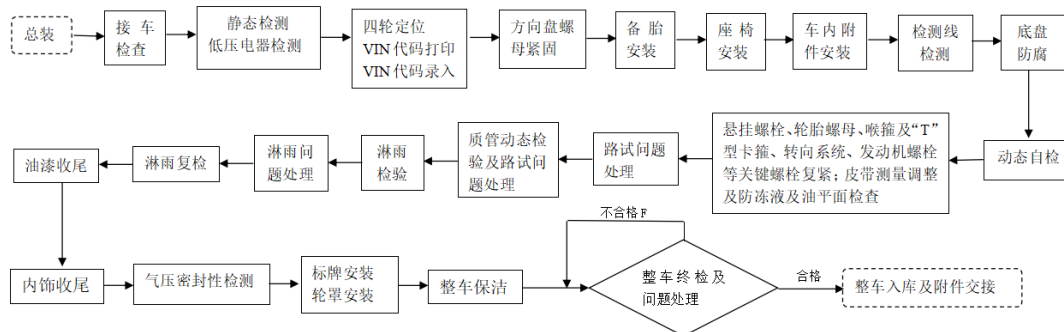 总装
接 车
检查
静态检测
低压电器检测
四轮定位
VIN 代码打印
VIN 代码录入
方向盘螺
母紧固
备 胎
安装
座 椅
安装
车 内 附
件安装
检测线
检测
底盘
防腐
动态自检
悬挂螺栓、轮胎螺母、喉箍及“T”
型卡箍、转向系统、发动机螺栓
等关键螺栓复紧；皮带测量调整
及防冻液及油平面检查
路试问题
处理
质管动态检
验及路试问
题处理
淋雨
检验
淋雨问
题处理
淋雨复检
油漆收尾
内饰收尾
气压密封性检测
标牌安装
轮罩安装
整车保洁
不合格 F
整车终检及
问题处理
合格
整车入库及附件交接